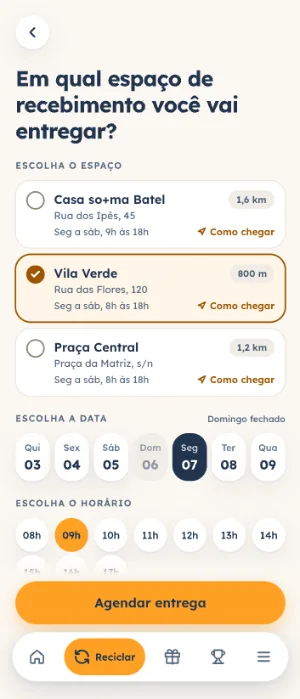 Em qual espaço de
recebimento você vai
entregar?
ESCOLHA O ESPAÇO
Casa so+ma Batel
1,6 km
Rua dos Ipês, 45
Seg a sáb, 9h às 18h
Como chegar
Vila Verde
800 m
Rua das Flores, 120
Seg a sáb, 8h às 18h
Como chegar
Praça Central
1,2 km
Praça da Matriz, s/n
Seg a sáb, 8h às 18h
Como chegar
ESCOLHA A DATA
Domingo fechado
Qui Sex Sáb Dom Seg Ter Qua
03 04 05 06 07 08 09
ESCOLHA O HORÁRIO
08h 09h 10h 11h 12h 13h 14h
15h 16h 17h
Agendar entrega
Reciclar